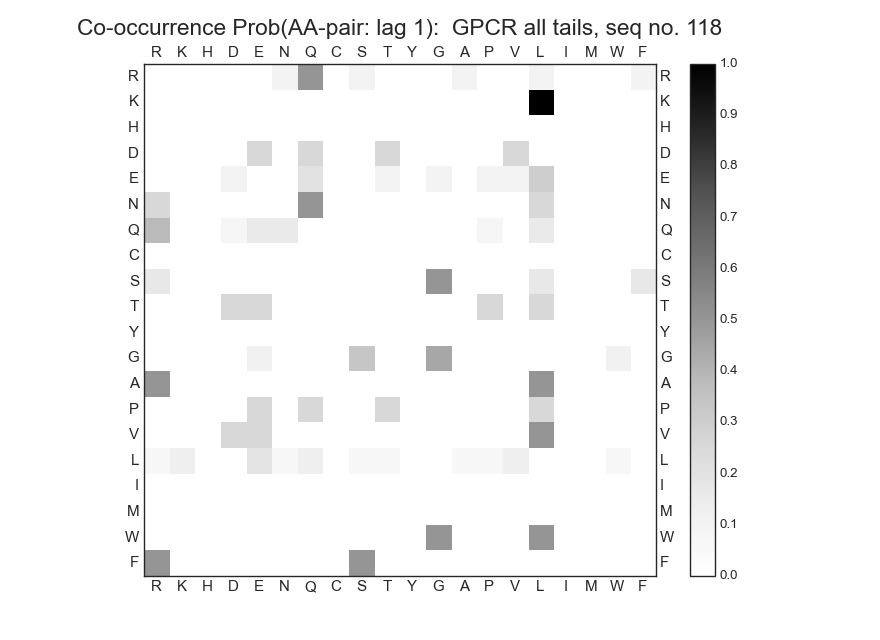 Co-occurrence Prob(AA-pair: lag 1):  GPCR all tails, seq no. 118
R K H D E N Q C S T Y G A P V L I M W F
R R 1.0
K K 0.9
H H
D D 0.8
E E
N N 0.7
Q Q
C C 0.6
S S
T T 0.5
Y Y
G G 0.4
A A
P P 0.3
V V
L L 0.2
I I
M M 0.1
W W
F F 0.0
R K H D E N Q C S T Y G A P V L I M W F